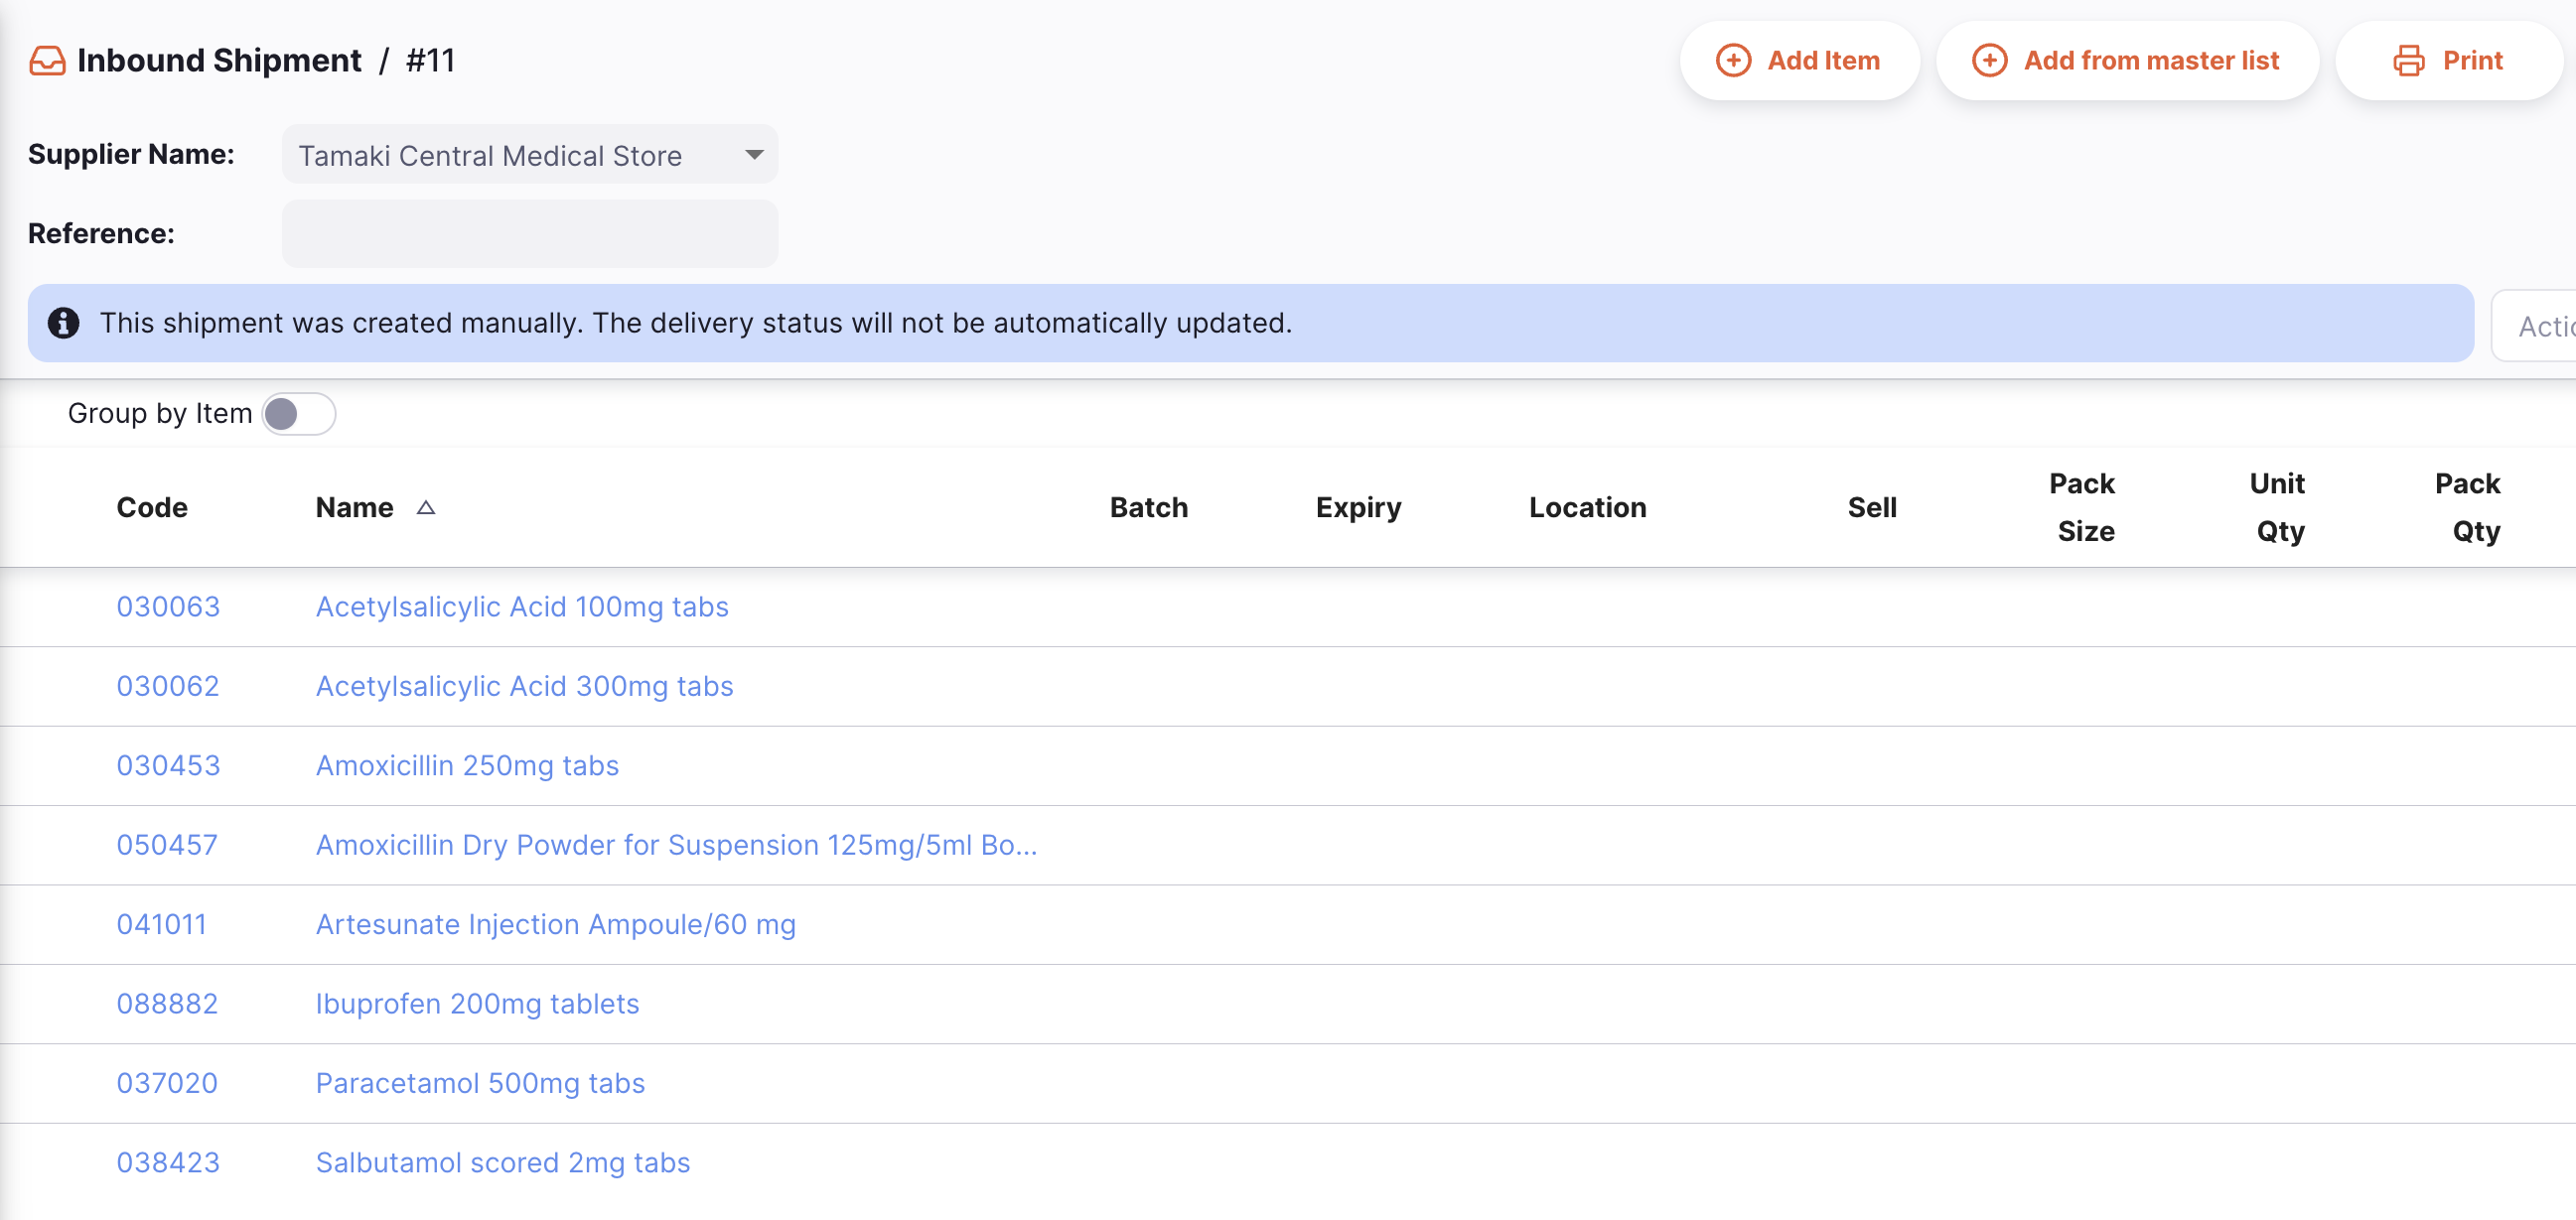 Inbound Shipment / #11
Add Item
Add from master list
Print
Supplier Name: Tamaki Central Medical Store
Reference:
This shipment was created manually. The delivery status will not be automatically updated.
Group by Item
Code Name Batch Expiry Location Sell Pack Size Unit Qty Pack Qty
030063 Acetylsalicylic Acid 100mg tabs
030062 Acetylsalicylic Acid 300mg tabs
030453 Amoxicillin 250mg tabs
050457 Amoxicillin Dry Powder for Suspension 125mg/5ml Bo...
041011 Artesunate Injection Ampoule/60 mg
088882 Ibuprofen 200mg tablets
037020 Paracetamol 500mg tabs
038423 Salbutamol scored 2mg tabs